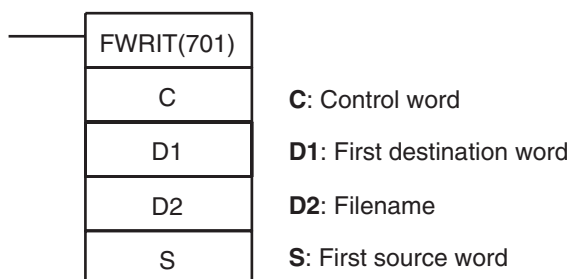 FWRIT(701)
C C: Control word
D1 D1: First destination word
D2 D2: Filename
S S: First source word